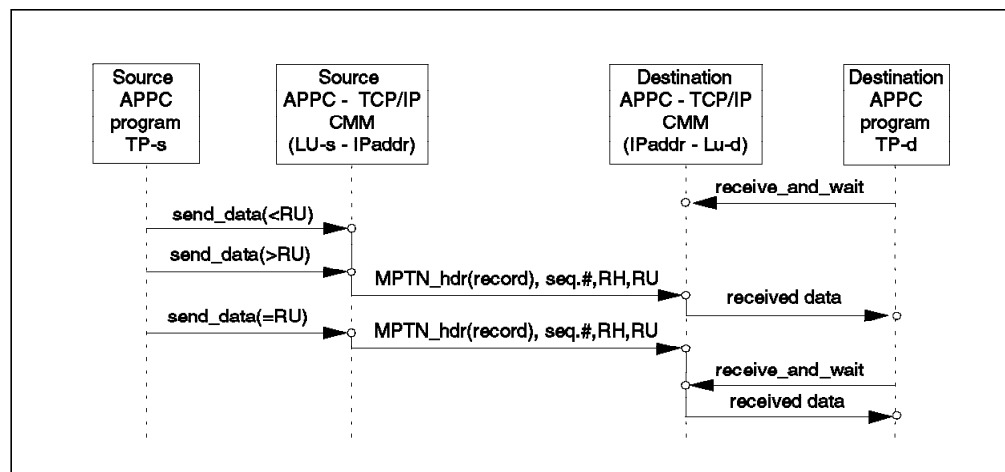 Source
APPC
program
TP-s
Source
APPC - TCP/IP
CMM
(LU-s - IPaddr)
Destination
APPC - TCP/IP
CMM
(IPaddr - Lu-d)
Destination
APPC
program
TP-d
receive_and_wait
send_data(<RU)
send_data(>RU)
MPTN_hdr(record), seq.#,RH,RU
received data
send_data(=RU)
MPTN_hdr(record), seq.#,RH,RU
receive_and_wait
received data